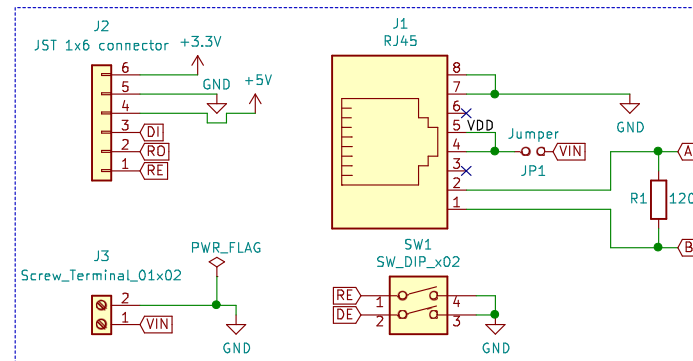 J2
JST 1x6 connector
+3.3V
6
5
GND
+5V
4
3
DI
2
RO
1
RE
J1
RJ45
8
7
GND
6
5
VDD
4
Jumper
VIN
JP1
3
2
1
A
R1
120
B
J3
Screw_Terminal_01x02
PWR_FLAG
2
1
VIN
GND
SW1
SW_DIP_x02
RE
1
4
DE
2
3
GND